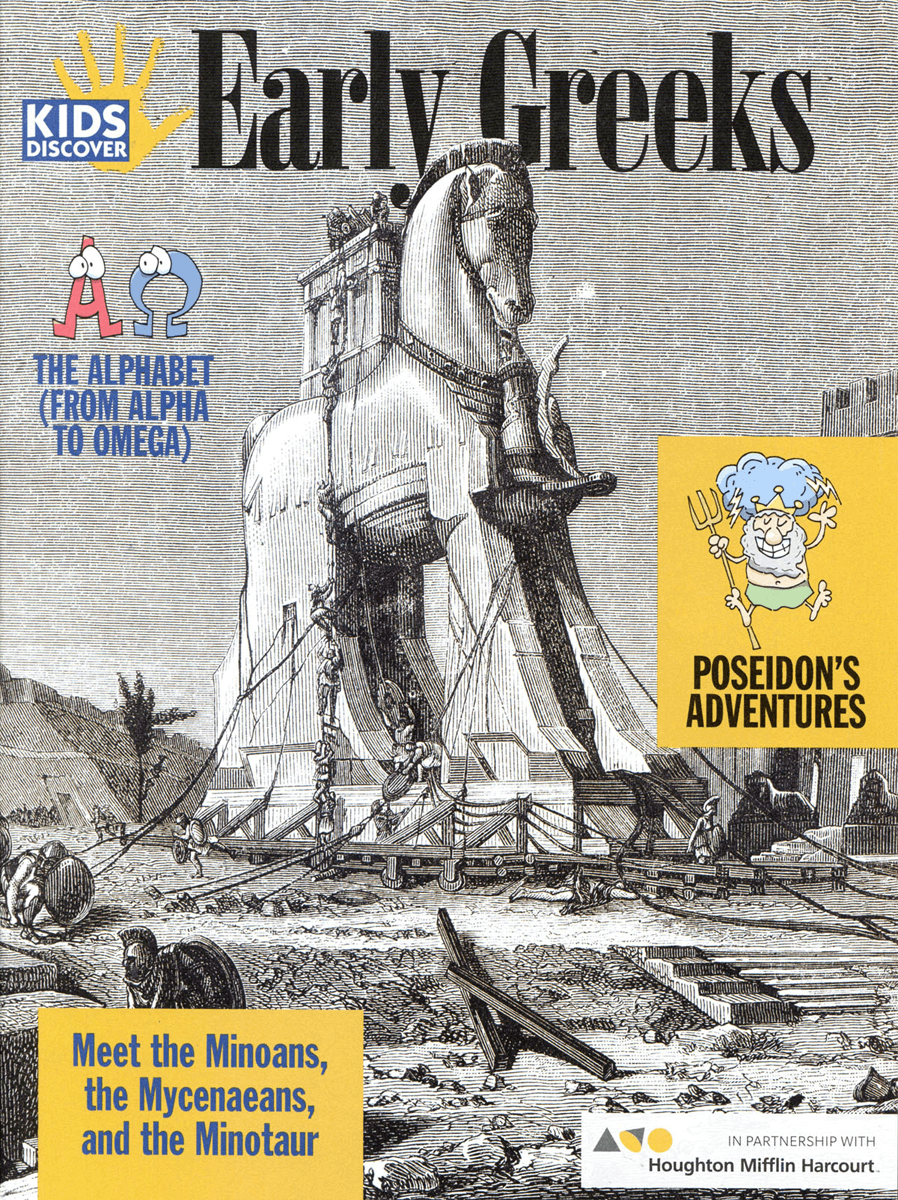 Early Greeks
KIDS
DISCOVER
THE ALPHABET
(FROM ALPHA
TO OMEGA)
POSEIDON'S
ADVENTURES
Meet the Minoans,
the Mycenaeans,
and the Minotaur
IN PARTNERSHIP WITH
Houghton Mifflin Harcourt